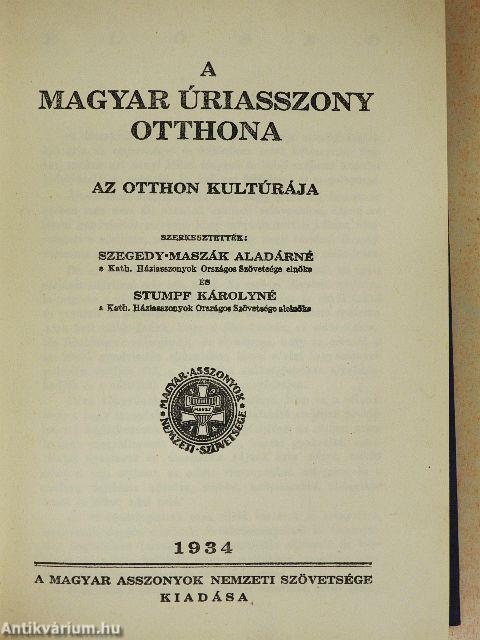 A
MAGYAR ÚRIASSZONY
OTTHONA
AZ OTTHON KULTÚRÁJA
SZERKESZTETTÉK:
SZEGEDY-MASZÁK ALADÁRNÉ
a Kath. Háziasszonyok Országos Szövetsége elnöke
ÉS
STUMPF KÁROLYNÉ
a Kath. Háziasszonyok Országos Szövetsége alelnöke
MAGYAR·ASSZONYOK
NEMZETI·SZÖVETSÉGE
1934
A MAGYAR ASSZONYOK NEMZETI SZÖVETSÉGE
KIADÁSA
Antikvárium.hu